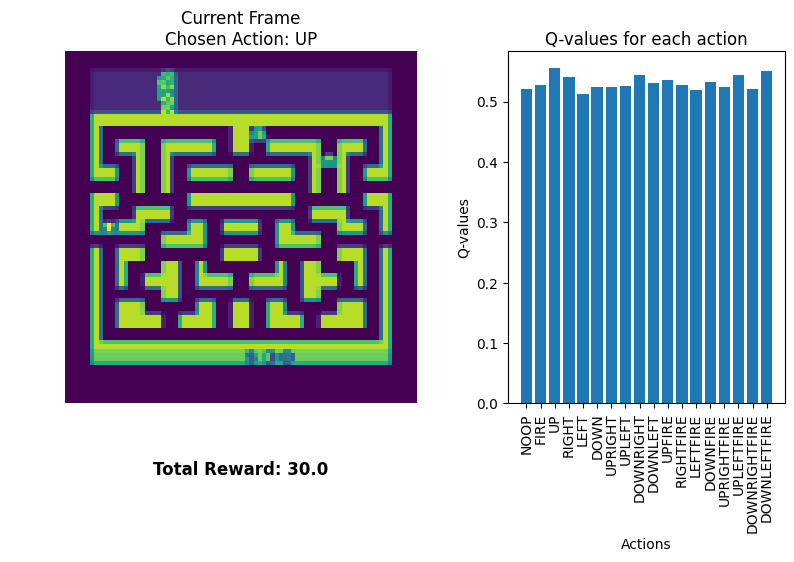 Current Frame
Chosen Action: UP
Total Reward: 30.0
Q-values for each action
Q-values
0.5
0.4
0.3
0.2
0.1
0.0
NOOP
FIRE
UP
RIGHT
LEFT
DOWN
UPRIGHT
UPLEFT
DOWNRIGHT
DOWNLEFT
UPFIRE
RIGHTFIRE
LEFTFIRE
DOWNFIRE
UPRIGHTFIRE
UPLEFTFIRE
DOWNRIGHTFIRE
DOWNLEFTFIRE
Actions